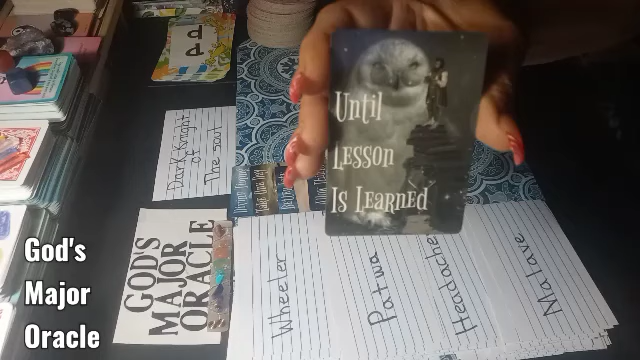 Until
Lesson
Is Learned
Dark Knight
of
The soul
GOD'S
MAJOR
ORACLE
Wheeler
Patwa
Headache
Malave
God's
Major
Oracle